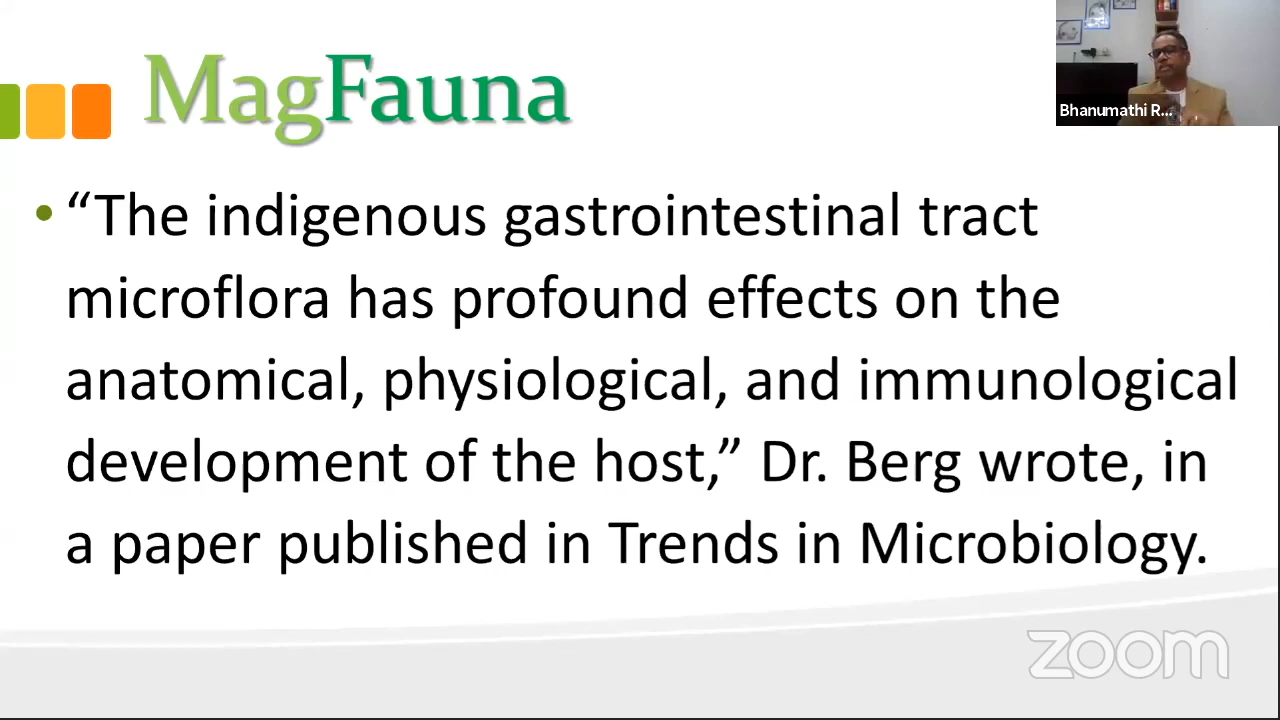 MagFauna
Bhanumathi R...
• “The indigenous gastrointestinal tract
microflora has profound effects on the
anatomical, physiological, and immunological
development of the host,” Dr. Berg wrote, in
a paper published in Trends in Microbiology.
zoom